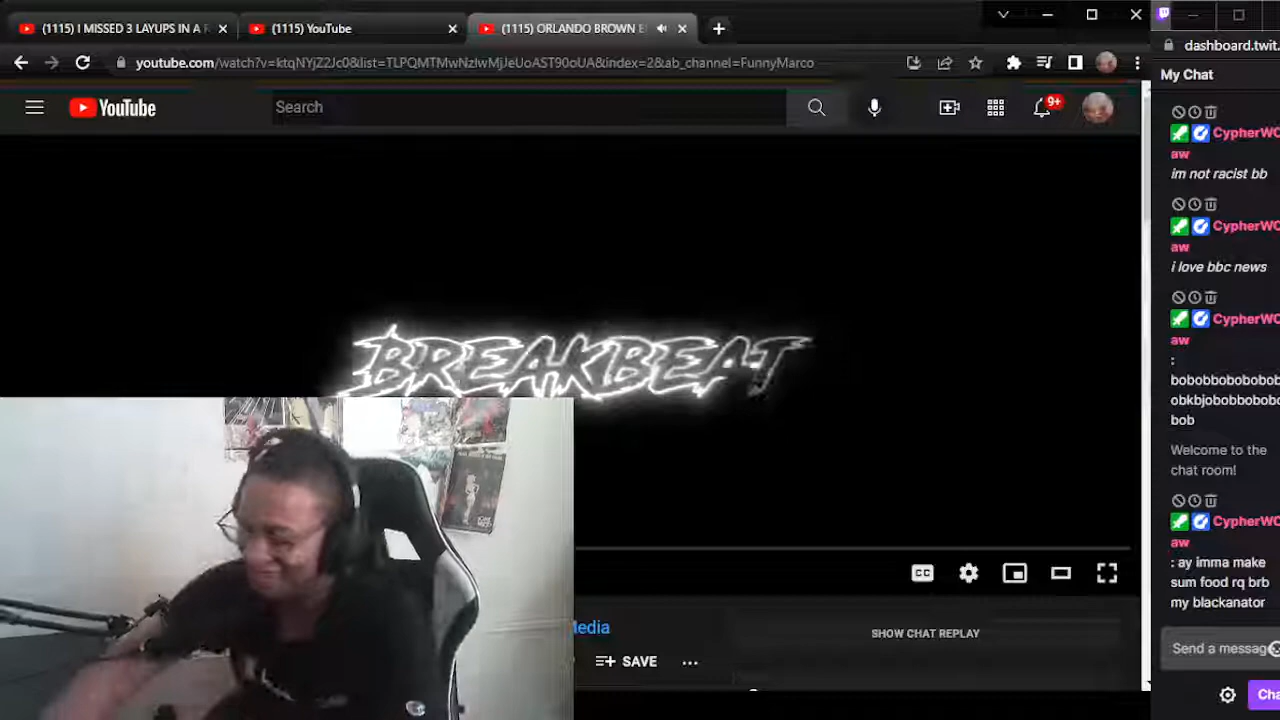 (1115) I MISSED 3 LAYUPS IN A
(1115) YouTube
(1115) ORLANDO BROWN
youtube.com/watch?v=ktqNYjZ2Jc0&list=TLPQMTMwNzIwMjJeUoAST90oUA&index=2&ab_channel=FunnyMarco
dashboard.twit
YouTube
Search
9+
BREAKBEAT
CC
Media
SHOW CHAT REPLAY
SAVE
My Chat
CypherWO
aw
im not racist bb
CypherWO
aw
i love bbc news
CypherWO
aw
:
bobobbobobobob
obkbjobobbobobo
bob
Welcome to the
chat room!
CypherWO
aw
: ay imma make
sum food rq brb
my blackanator
Send a message
Cha